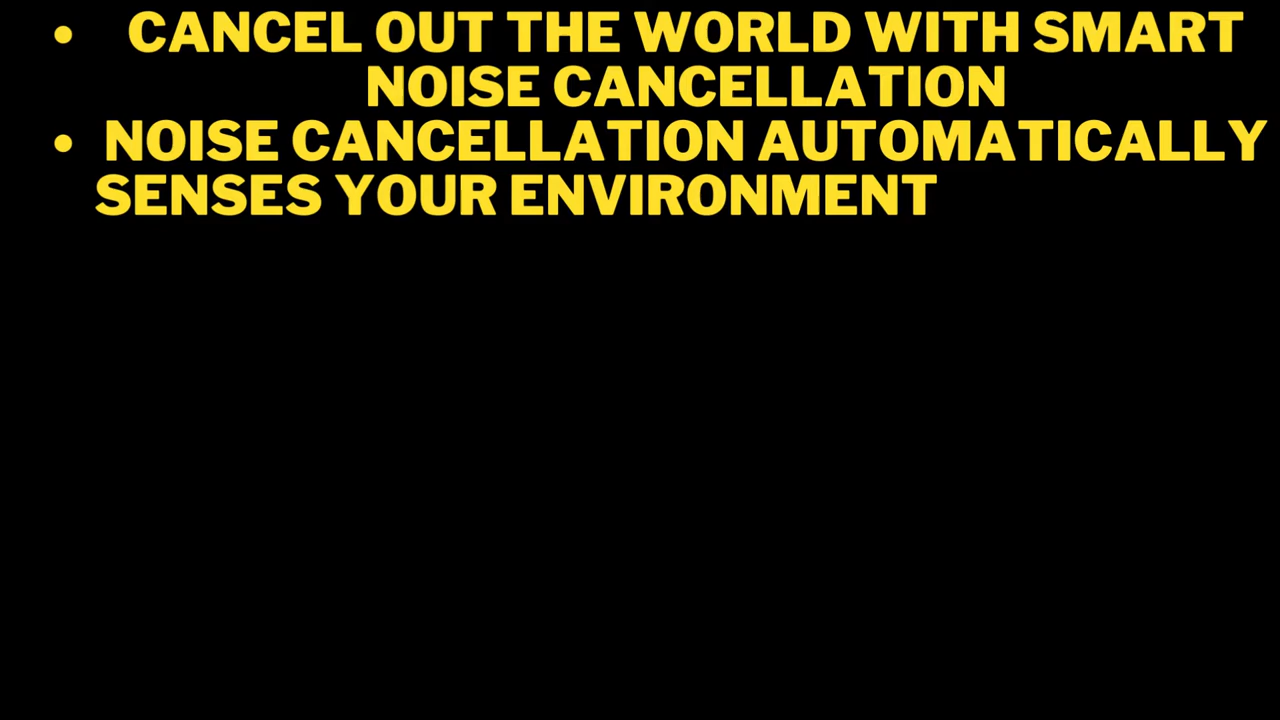 • CANCEL OUT THE WORLD WITH SMART
NOISE CANCELLATION
• NOISE CANCELLATION AUTOMATICALLY
SENSES YOUR ENVIRONMENT